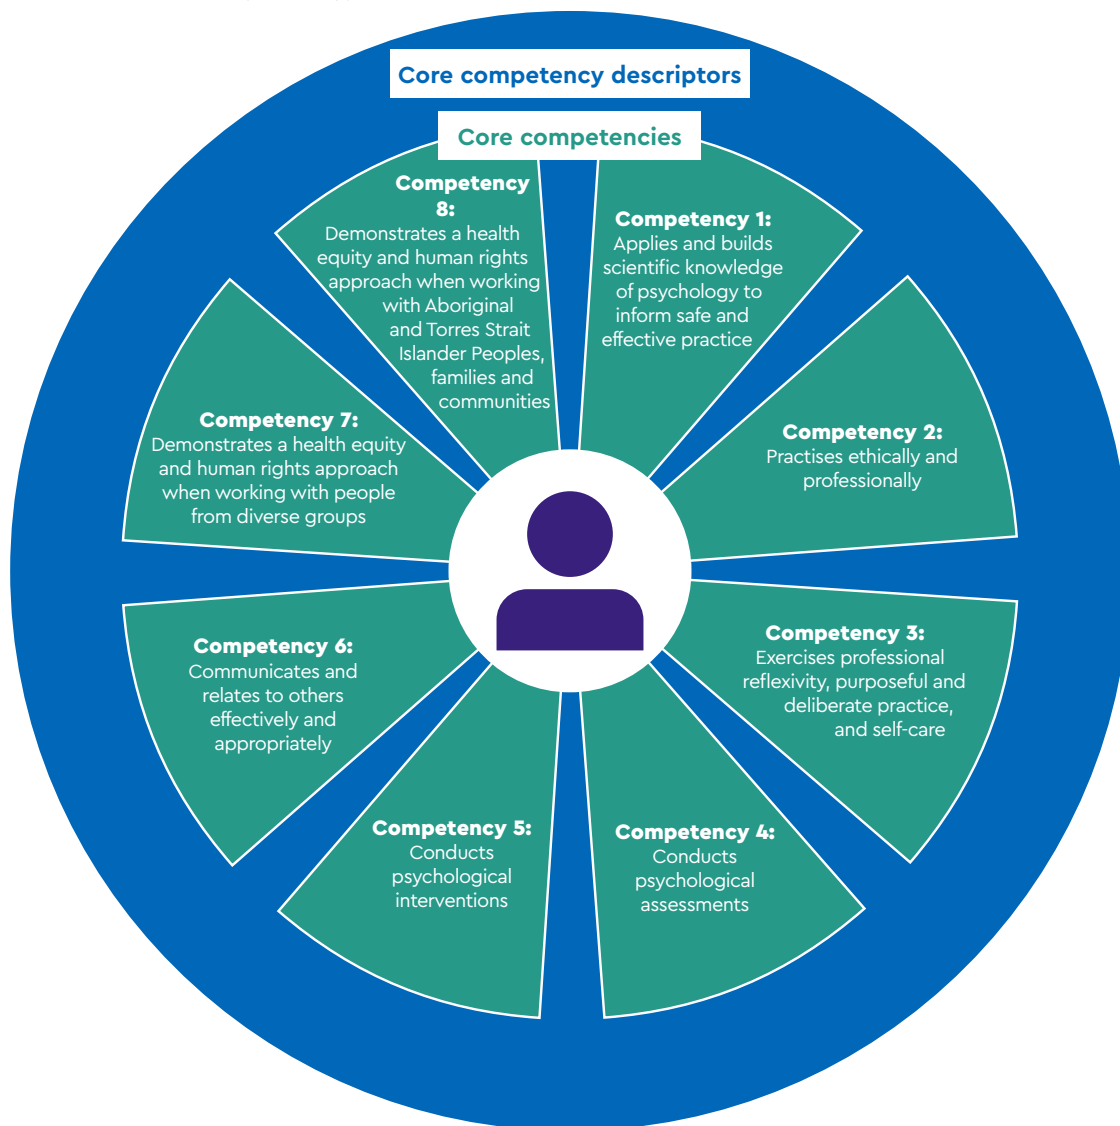 Core competency descriptors
Core competencies
Competency 1:
Applies and builds
scientific knowledge
of psychology to
inform safe and
effective practice
Competency 2:
Practises ethically and
professionally
Competency 3:
Exercises professional
reflexivity, purposeful and
deliberate practice,
and self-care
Competency 4:
Conducts
psychological
assessments
Competency 5:
Conducts
psychological
interventions
Competency 6:
Communicates and
relates to others
effectively and
appropriately
Competency 7:
Demonstrates a health equity
and human rights approach
when working with people
from diverse groups
Competency
8:
Demonstrates a health
equity and human rights
approach when working
with Aboriginal
and Torres Strait
Islander Peoples,
families and
communities